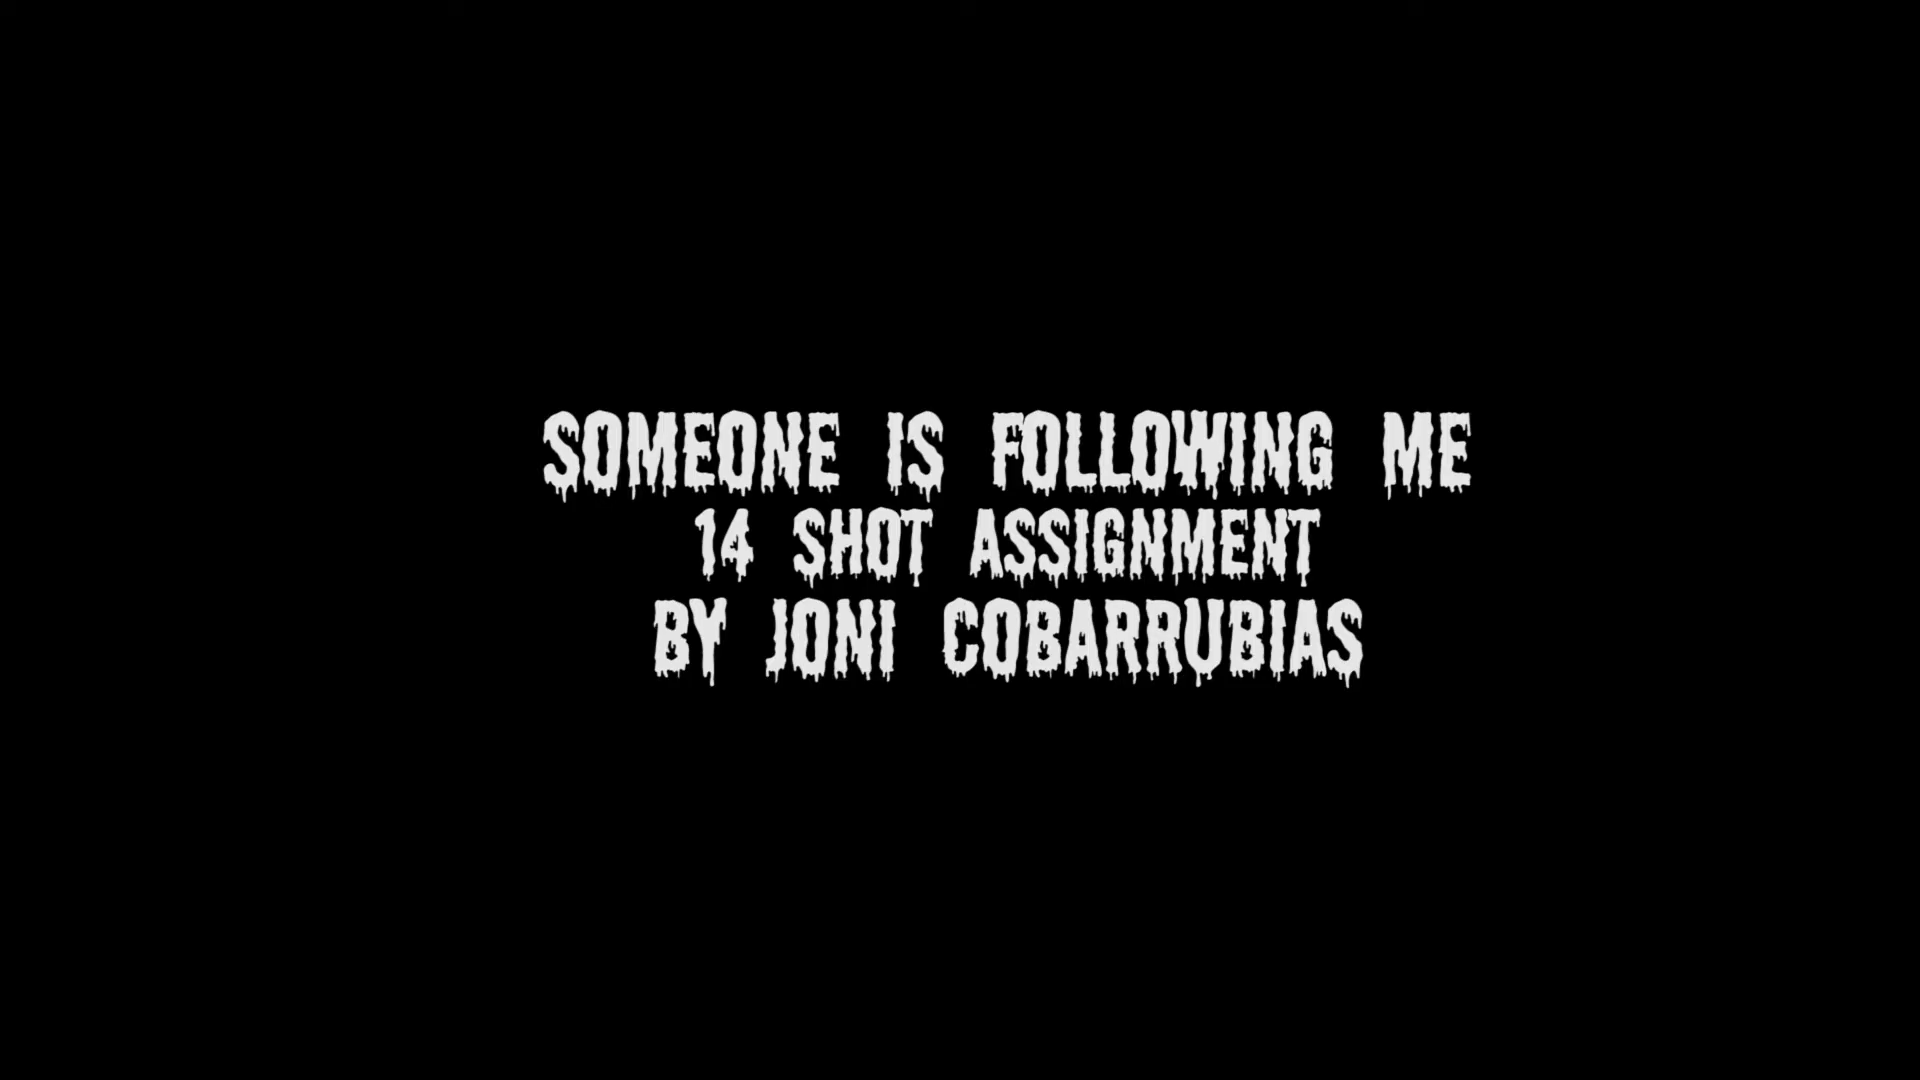 SOMEONE IS FOLLOWING ME
14 SHOT ASSIGNMENT
BY JONI COBARRUBIAS